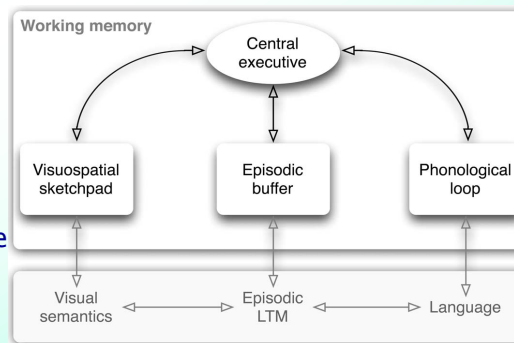 Working memory
Central
executive
Visuospatial
sketchpad
Episodic
buffer
Phonological
loop
e
Visual
semantics
Episodic
LTM
Language